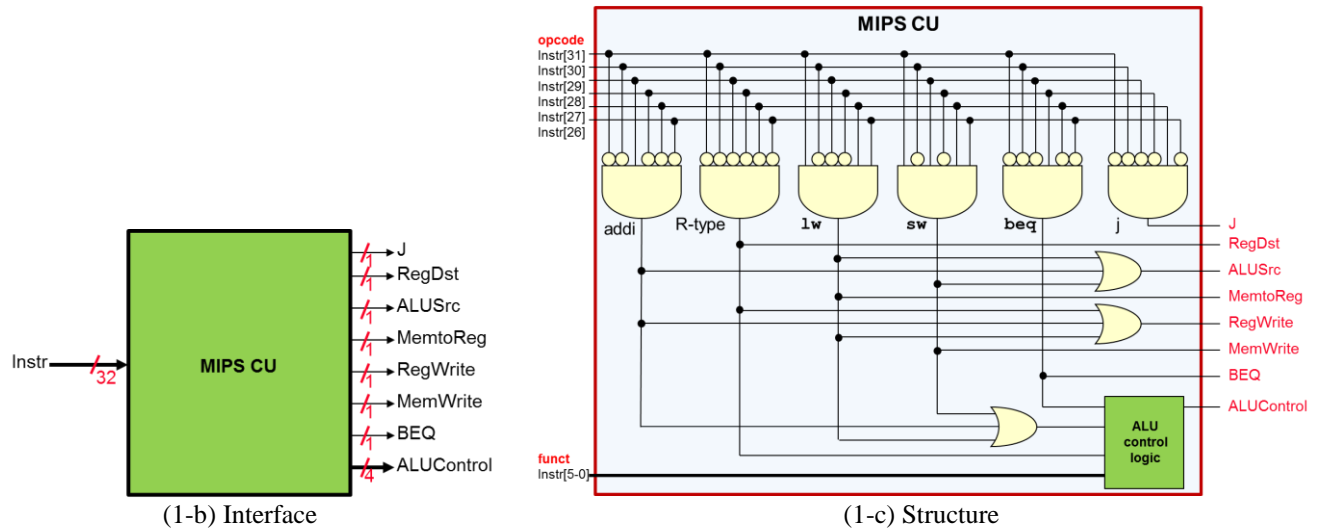 Instr
32
MIPS CU
1
J
1
RegDst
1
ALUSrc
1
MemtoReg
1
RegWrite
1
MemWrite
1
BEQ
4
ALUControl
(1-b) Interface
MIPS CU
opcode
Instr[31]
Instr[30]
Instr[29]
Instr[28]
Instr[27]
Instr[26]
addi
R-type
lw
sw
beq
j
J
RegDst
ALUSrc
MemtoReg
RegWrite
MemWrite
BEQ
ALUControl
ALU
control
logic
funct
Instr[5-0]
(1-c) Structure